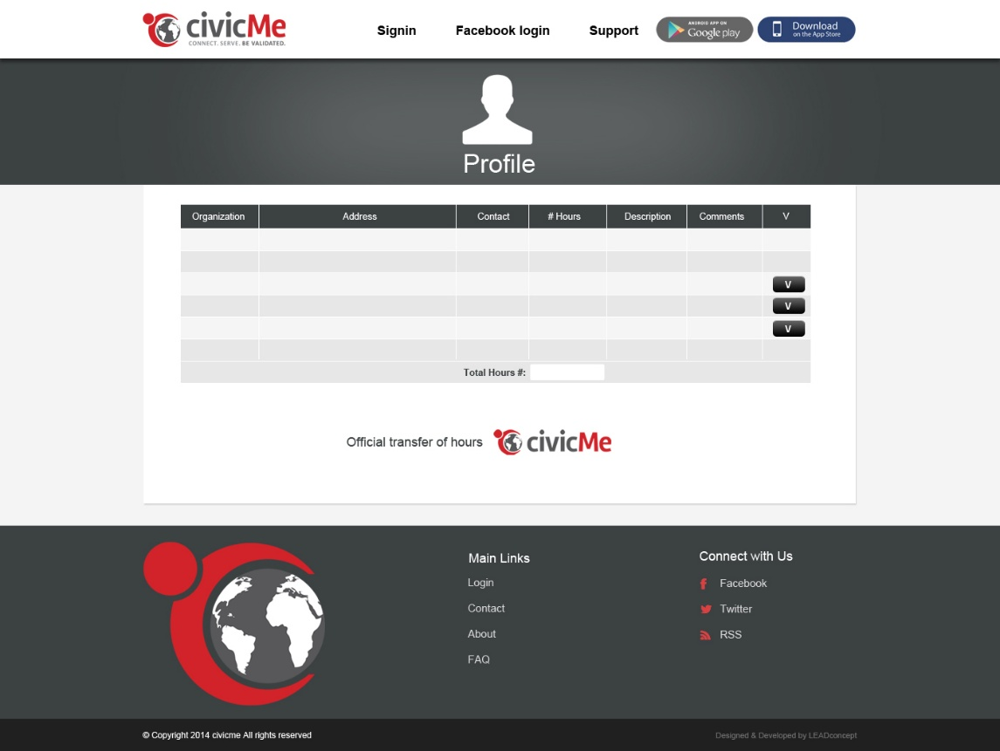 civicMe
CONNECT. SERVE. BE VALIDATED.
Signin Facebook login Support
ANDROID APP ON
Google play
Download
on the App Store
Profile
Organization Address Contact # Hours Description Comments V
V
V
V
Total Hours #:
Official transfer of hours civicMe
Main Links
Login
Contact
About
FAQ
Connect with Us
Facebook
Twitter
RSS
© Copyright 2014 civicme All rights reserved
Designed & Developed by LEADconcept